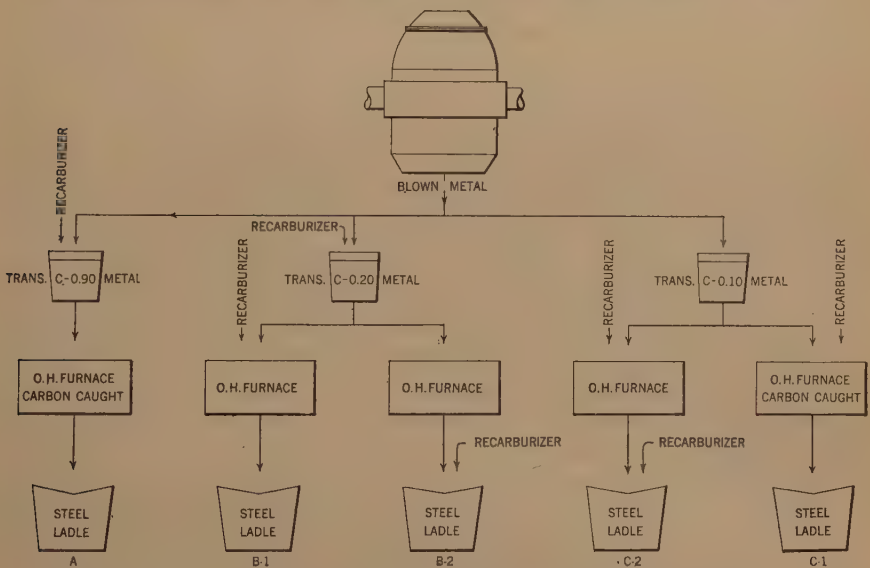 BLOWN METAL
RECARBURIZER
RECARBURIZER
RECARBURIZER
RECARBURIZER
RECARBURIZER
TRANS. C,-0.90 METAL
TRANS. C-0.20 METAL
TRANS. C-0.10 METAL
O.H. FURNACE
CARBON CAUGHT
O.H. FURNACE
O.H. FURNACE
O.H. FURNACE
O.H. FURNACE
CARBON CAUGHT
RECARBURIZER
RECARBURIZER
STEEL
LADLE
STEEL
LADLE
STEEL
LADLE
STEEL
LADLE
STEEL
LADLE
A
B-1
B-2
C-2
C-1